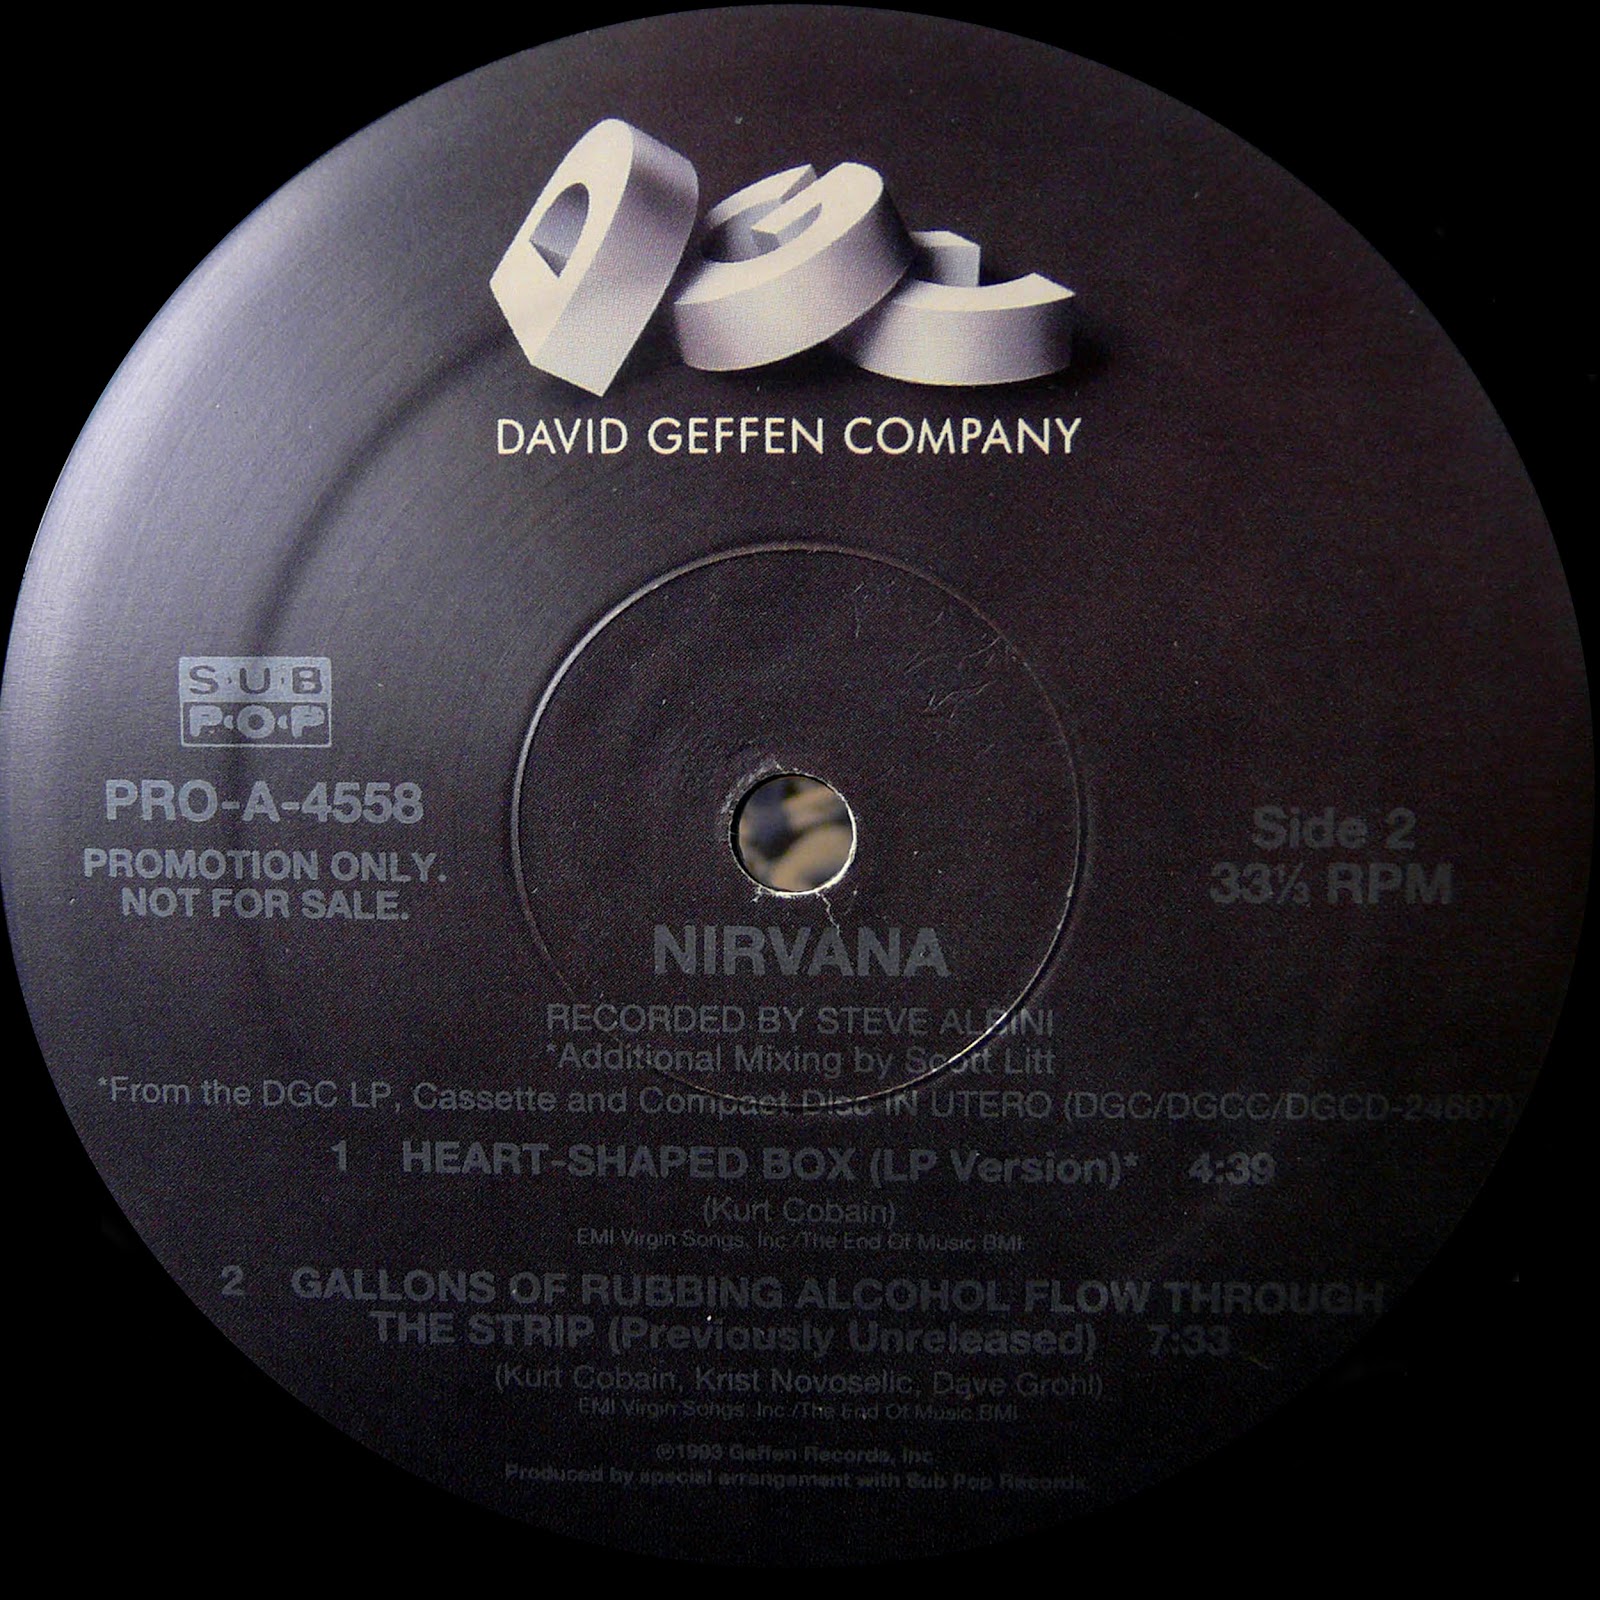 DGC
DAVID GEFFEN COMPANY
S·U·B
P·O·P
PRO-A-4558
PROMOTION ONLY.
NOT FOR SALE.
Side 2
33⅓ RPM
NIRVANA
RECORDED BY STEVE ALBINI
*Additional Mixing by Scott Litt
*From the DGC LP, Cassette and Compact Disc IN UTERO (DGC/DGCC/DGCD-24607)
1 HEART-SHAPED BOX (LP Version)* 4:39
(Kurt Cobain)
EMI Virgin Songs, Inc./The End Of Music BMI
2 GALLONS OF RUBBING ALCOHOL FLOW THROUGH
THE STRIP (Previously Unreleased) 7:33
(Kurt Cobain, Krist Novoselic, Dave Grohl)
EMI Virgin Songs, Inc./The End Of Music BMI
℗1993 Geffen Records, Inc.
Produced by special arrangement with Sub Pop Records.